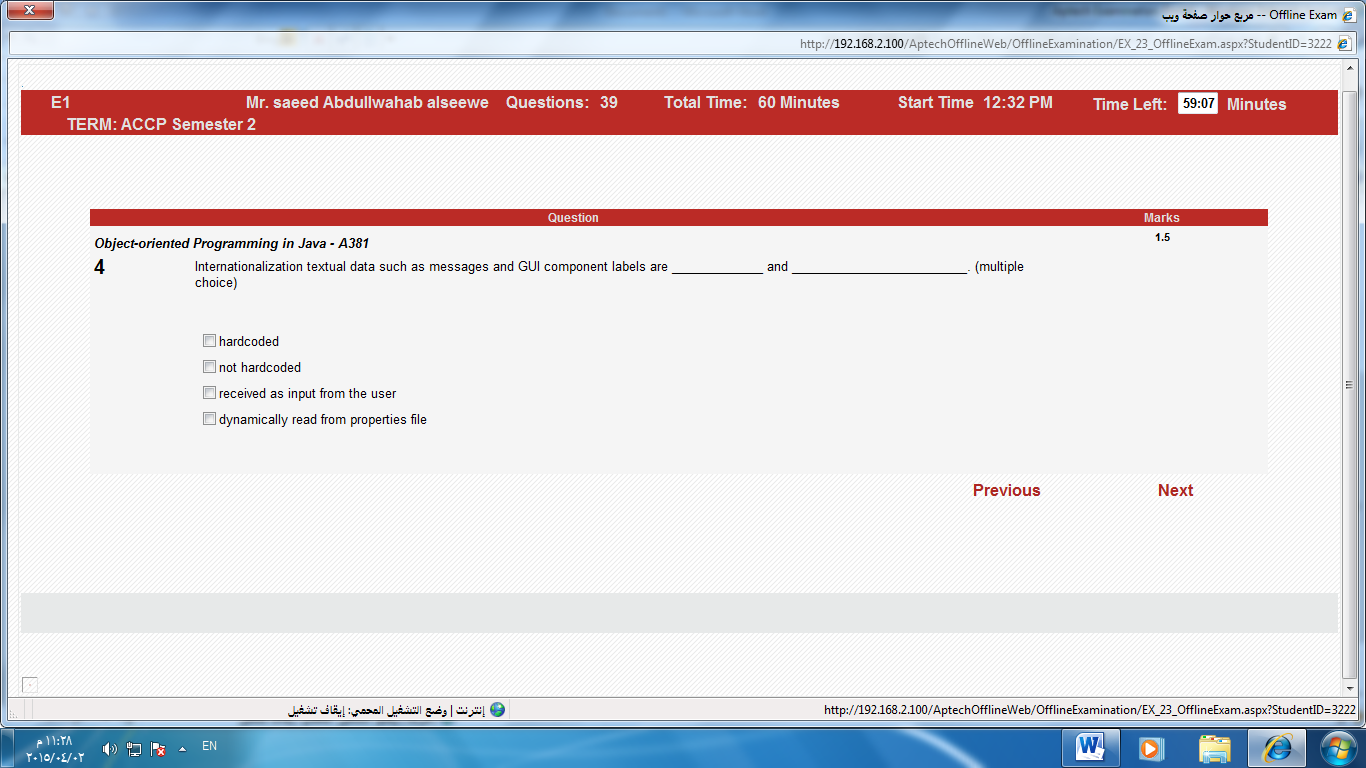 x
Offline Exam -- مربع حوار صفحة ويب
http://192.168.2.100/AptechOfflineWeb/OfflineExamination/EX_23_OfflineExam.aspx?StudentID=3222
E1 Mr. saeed Abdullwahab alseewe Questions: 39 Total Time: 60 Minutes Start Time 12:32 PM Time Left: 59:07 Minutes
TERM: ACCP Semester 2
Question Marks
Object-oriented Programming in Java - A381 1.5
4 Internationalization textual data such as messages and GUI component labels are _____________ and _________________________. (multiple
choice)
hardcoded
not hardcoded
received as input from the user
dynamically read from properties file
Previous Next
إنترنت | وضع التشغيل المحمي: إيقاف تشغيل
http://192.168.2.100/AptechOfflineWeb/OfflineExamination/EX_23_OfflineExam.aspx?StudentID=3222
١١:٢٨ م
٢٠١٥/٠٤/٠٢
EN